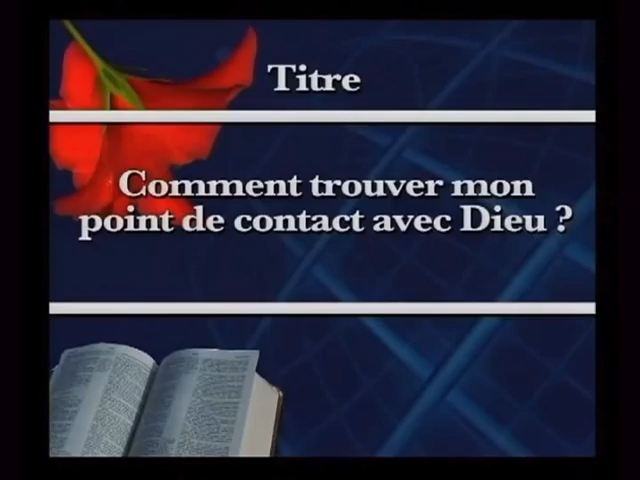 Titre
Comment trouver mon
point de contact avec Dieu ?